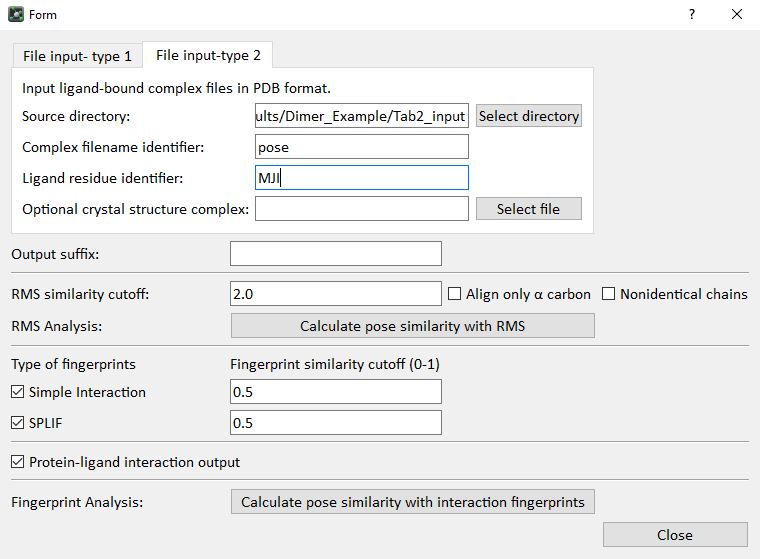 Form
File input- type 1 File input-type 2
Input ligand-bound complex files in PDB format.
Source directory: ults/Dimer_Example/Tab2_input Select directory
Complex filename identifier: pose
Ligand residue identifier: MJI
Optional crystal structure complex: Select file
Output suffix:
RMS similarity cutoff: 2.0 Align only α carbon Nonidentical chains
RMS Analysis: Calculate pose similarity with RMS
Type of fingerprints Fingerprint similarity cutoff (0-1)
Simple Interaction 0.5
SPLIF 0.5
Protein-ligand interaction output
Fingerprint Analysis: Calculate pose similarity with interaction fingerprints
Close